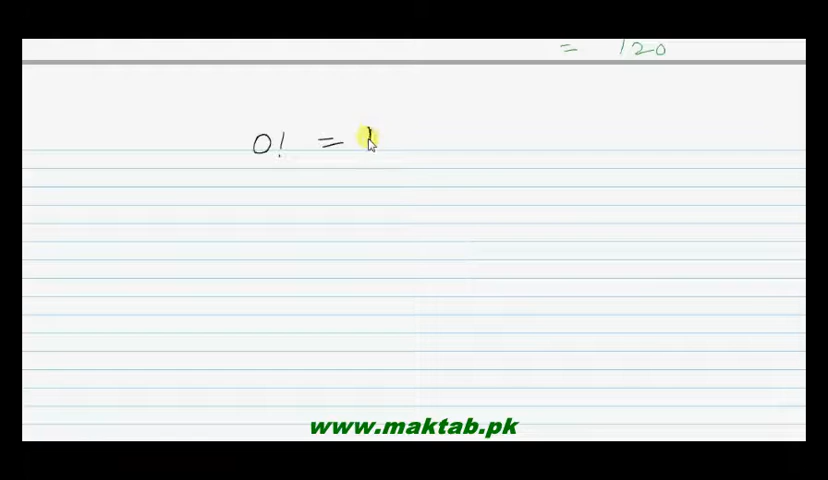 = 120
0! = 1
www.maktab.pk